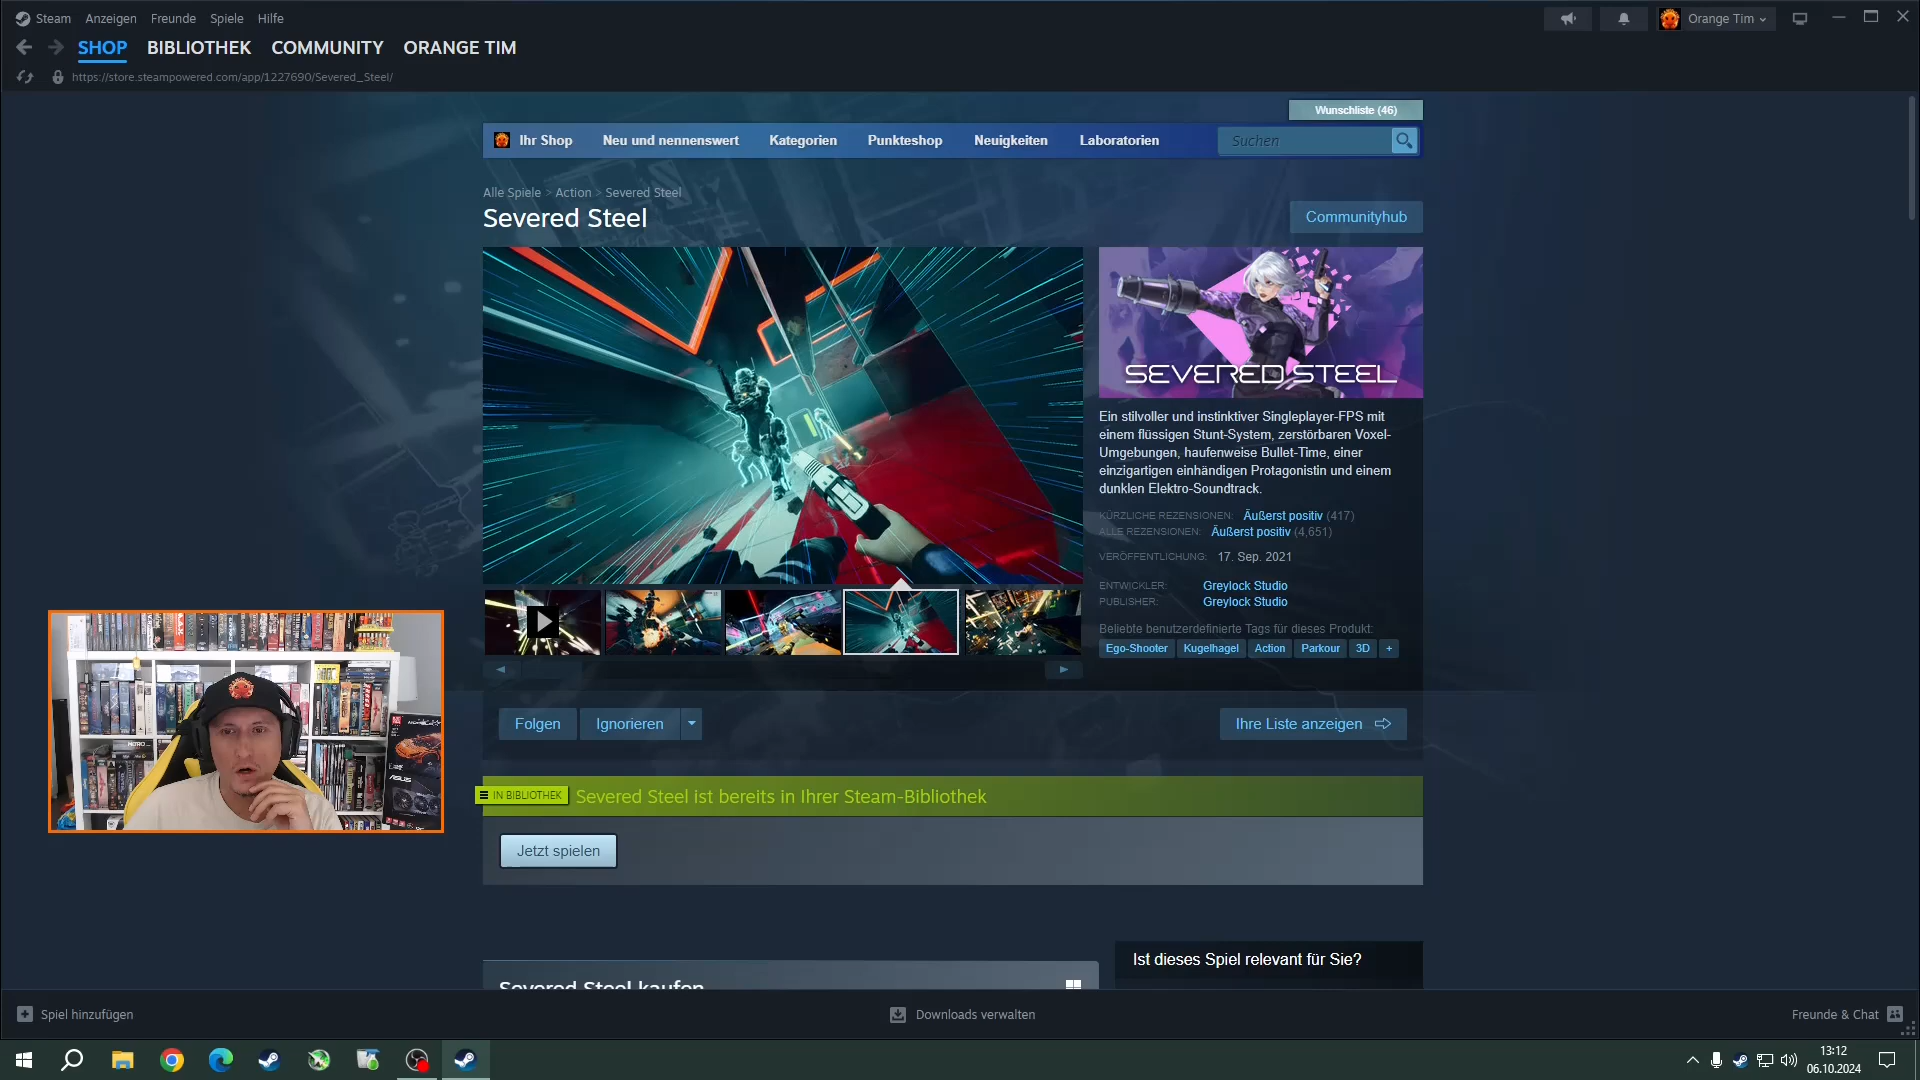 Steam Anzeigen Freunde Spiele Hilfe
Orange Tim
SHOP BIBLIOTHEK COMMUNITY ORANGE TIM
https://store.steampowered.com/app/1227690/Severed_Steel/
Wunschliste (46)
Ihr Shop Neu und nennenswert Kategorien Punkteshop Neuigkeiten Laboratorien Suchen
Alle Spiele > Action > Severed Steel
Severed Steel
Communityhub
SEVERED STEEL
Ein stilvoller und instinktiver Singleplayer-FPS mit
einem flüssigen Stunt-System, zerstörbaren Voxel-
Umgebungen, haufenweise Bullet-Time, einer
einzigartigen einhändigen Protagonistin und einem
dunklen Elektro-Soundtrack.
KÜRZLICHE REZENSIONEN: Äußerst positiv (417)
ALLE REZENSIONEN: Äußerst positiv (4,651)
VERÖFFENTLICHUNG: 17. Sep. 2021
ENTWICKLER: Greylock Studio
PUBLISHER: Greylock Studio
Beliebte benutzerdefinierte Tags für dieses Produkt:
Ego-Shooter Kugelhagel Action Parkour 3D +
Folgen Ignorieren Ihre Liste anzeigen
IN BIBLIOTHEK Severed Steel ist bereits in Ihrer Steam-Bibliothek
Jetzt spielen
ASUS
Ist dieses Spiel relevant für Sie?
Severed Steel kaufen
Spiel hinzufügen Downloads verwalten Freunde & Chat
13:12
06.10.2024